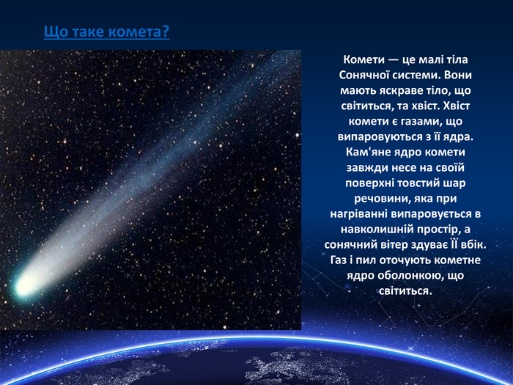 Що таке комета?
Комети — це малі тіла
Сонячної системи. Вони
мають яскраве тіло, що
світиться, та хвіст. Хвіст
комети є газами, що
випаровуються з її ядра.
Кам'яне ядро комети
завжди несе на своїй
поверхні товстий шар
речовини, яка при
нагріванні випаровується в
навколишній простір, а
сонячний вітер здуває ЇЇ вбік.
Газ і пил оточують кометне
ядро оболонкою, що
світиться.